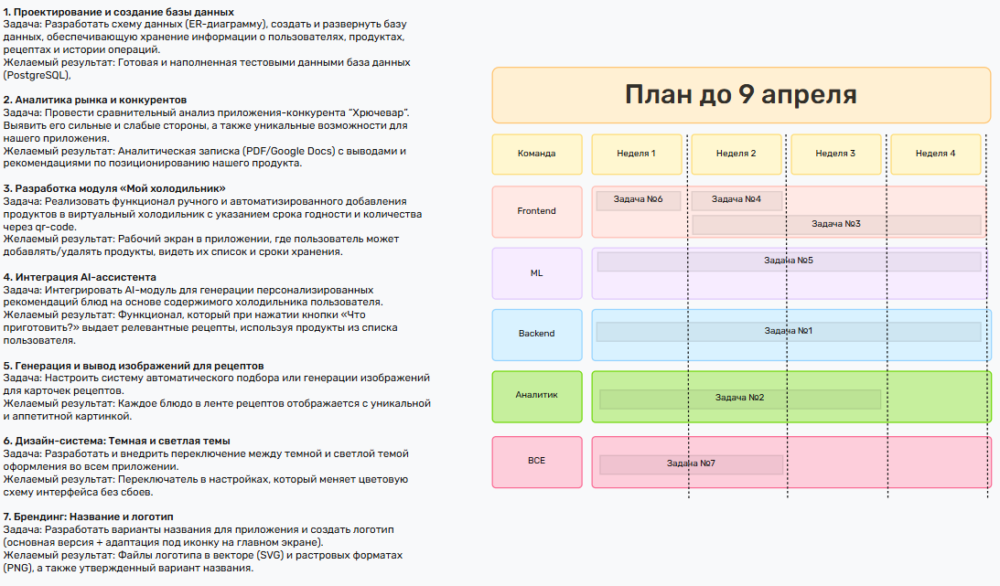 1. Проектирование и создание базы данных
Задача: Разработать схему данных (ER-диаграмму), создать и развернуть базу
данных, обеспечивающую хранение информации о пользователях, продуктах,
рецептах и истории операций.
Желаемый результат: Готовая и наполненная тестовыми данными база данных
(PostgreSQL),
2. Аналитика рынка и конкурентов
Задача: Провести сравнительный анализ приложения-конкурента “Хрючевар”.
Выявить его сильные и слабые стороны, а также уникальные возможности для
нашего приложения.
Желаемый результат: Аналитическая записка (PDF/Google Docs) с выводами и
рекомендациями по позиционированию нашего продукта.
3. Разработка модуля «Мой холодильник»
Задача: Реализовать функционал ручного и автоматизированного добавления
продуктов в виртуальный холодильник с указанием срока годности и количества
через qr-code.
Желаемый результат: Рабочий экран в приложении, где пользователь может
добавлять/удалять продукты, видеть их список и сроки хранения.
4. Интеграция AI-ассистента
Задача: Интегрировать AI-модуль для генерации персонализированных
рекомендаций блюд на основе содержимого холодильника пользователя.
Желаемый результат: Функционал, который при нажатии кнопки «Что
приготовить?» выдает релевантные рецепты, используя продукты из списка
пользователя.
5. Генерация и вывод изображений для рецептов
Задача: Настроить систему автоматического подбора или генерации изображений
для карточек рецептов.
Желаемый результат: Каждое блюдо в ленте рецептов отображается с уникальной
и аппетитной картинкой.
6. Дизайн-система: Темная и светлая темы
Задача: Разработать и внедрить переключение между темной и светлой темой
оформления во всем приложении.
Желаемый результат: Переключатель в настройках, который меняет цветовую
схему интерфейса без сбоев.
7. Брендинг: Название и логотип
Задача: Разработать варианты названия для приложения и создать логотип
(основная версия + адаптация под иконку на главном экране).
Желаемый результат: Файлы логотипа в векторе (SVG) и растровых форматах
(PNG), а также утвержденный вариант названия.
План до 9 апреля
Команда Неделя 1 Неделя 2 Неделя 3 Неделя 4
Frontend Задача №6 Задача №4
Задача №3
ML Задача №5
Backend Задача №1
Аналитик Задача №2
ВСЕ Задача №7